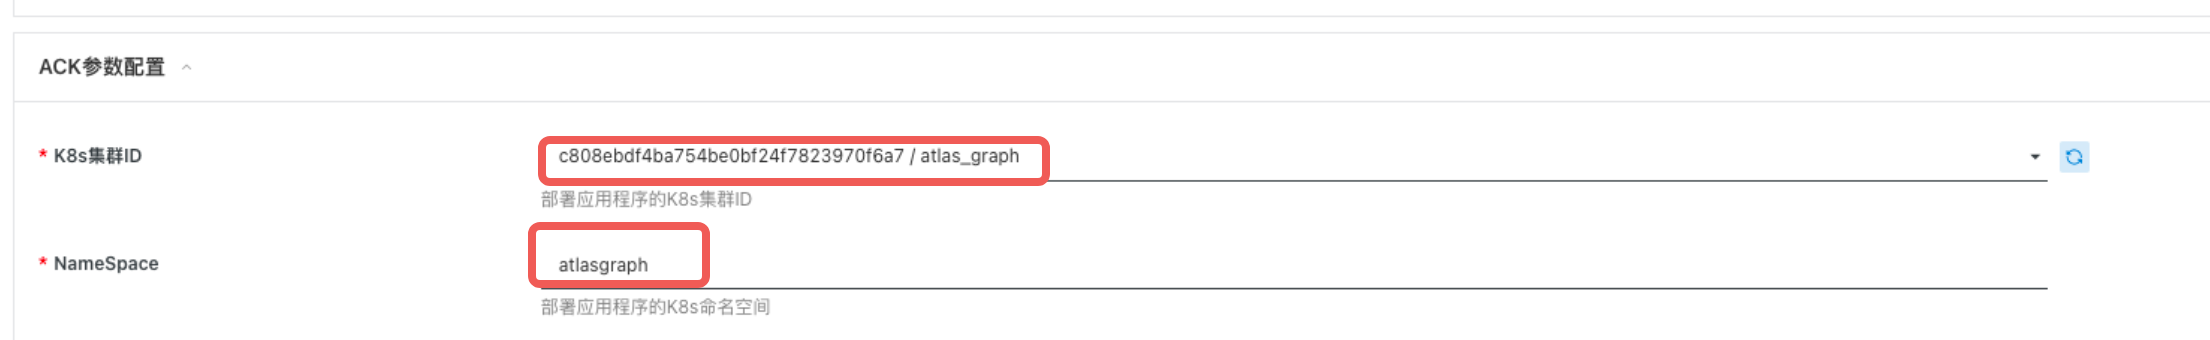 ACK参数配置
* K8s集群ID
c808ebdf4ba754be0bf24f7823970f6a7 / atlas_graph
部署应用程序的K8s集群ID
* NameSpace
atlasgraph
部署应用程序的K8s命名空间